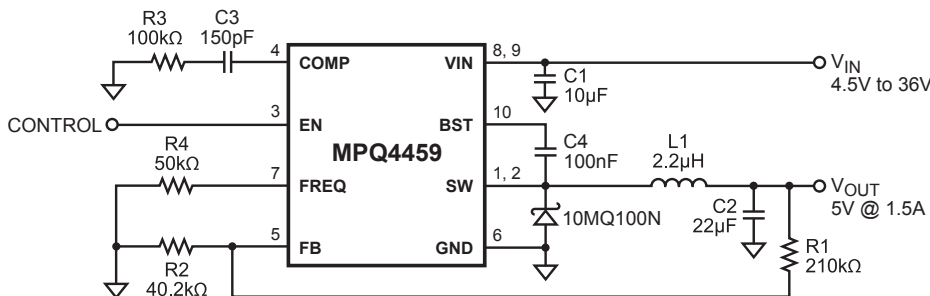 R3
100kΩ
C3
150pF
4
COMP
VIN
8, 9
V_IN
4.5V to 36V
C1
10µF
CONTROL
3
EN
BST
10
MPQ4459
C4
100nF
L1
2.2µH
R4
50kΩ
7
FREQ
SW
1, 2
V_OUT
5V @ 1.5A
10MQ100N
C2
22µF
5
FB
GND
6
R2
40.2kΩ
R1
210kΩ